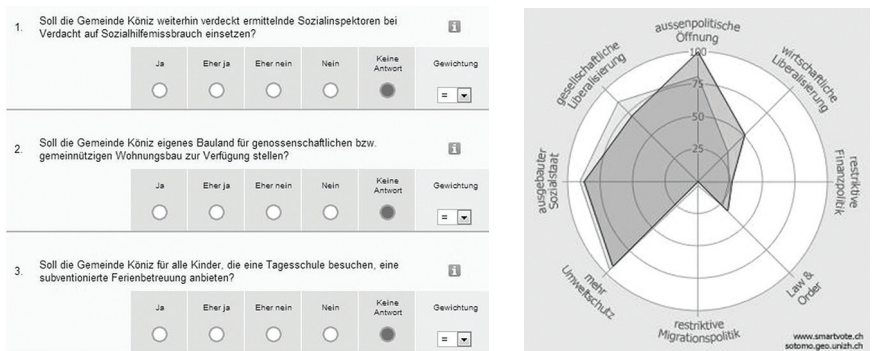 1. Soll die Gemeinde Köniz weiterhin verdeckt ermittelnde Sozialinspektoren bei
Verdacht auf Sozialhilfemissbrauch einsetzen?
Ja Eher ja Eher nein Nein Keine Antwort Gewichtung
=
2. Soll die Gemeinde Köniz eigenes Bauland für genossenschaftlichen bzw.
gemeinnützigen Wohnungsbau zur Verfügung stellen?
Ja Eher ja Eher nein Nein Keine Antwort Gewichtung
=
3. Soll die Gemeinde Köniz für alle Kinder, die eine Tagesschule besuchen, eine
subventionierte Ferienbetreuung anbieten?
Ja Eher ja Eher nein Nein Keine Antwort Gewichtung
=
aussenpolitische
Öffnung
wirtschaftliche
Liberalisierung
restriktive
Finanzpolitik
Law &
Order
restriktive
Migrationspolitik
mehr
Umweltschutz
ausgebauter
Sozialstaat
gesellschaftliche
Liberalisierung
100
75
50
25
www.smartvote.ch
sotomo.geo.unizh.ch